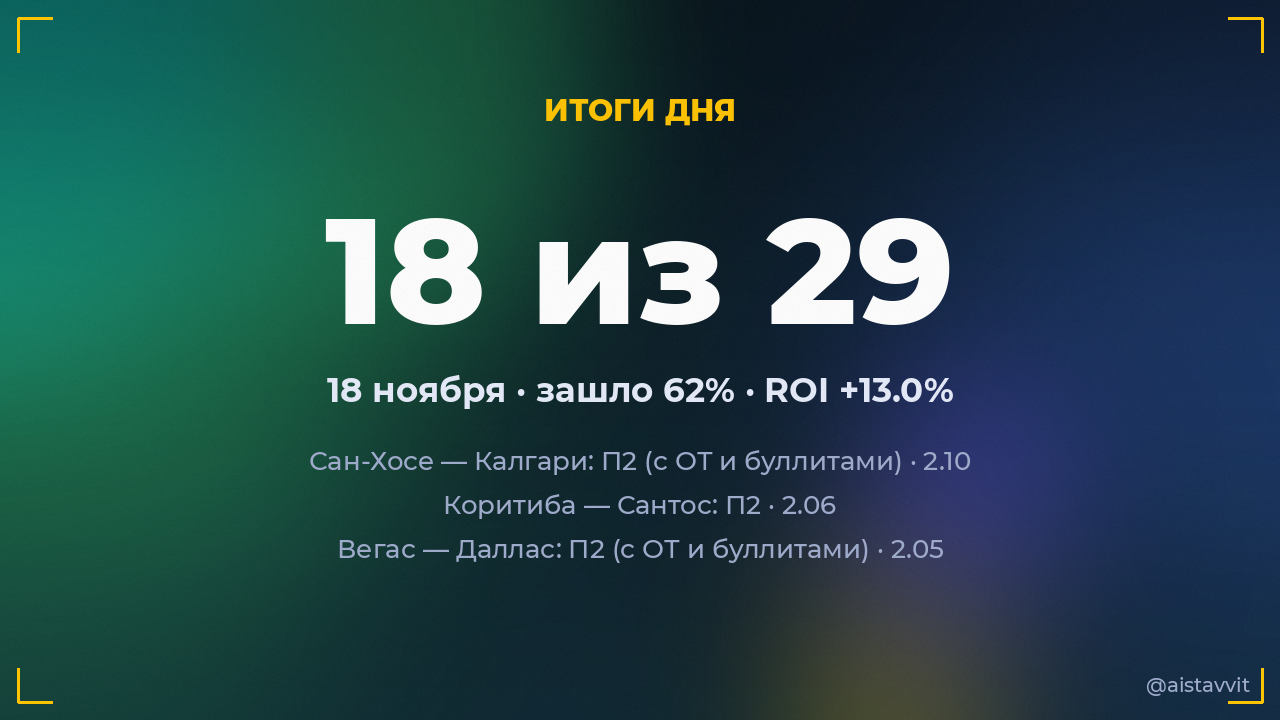 ИТОГИ ДНЯ
18 из 29
18 ноября · зашло 62% · ROI +13.0%
Сан-Хосе — Калгари: П2 (с ОТ и буллитами) · 2.10
Коритиба — Сантос: П2 · 2.06
Вегас — Даллас: П2 (с ОТ и буллитами) · 2.05
@aistavvit